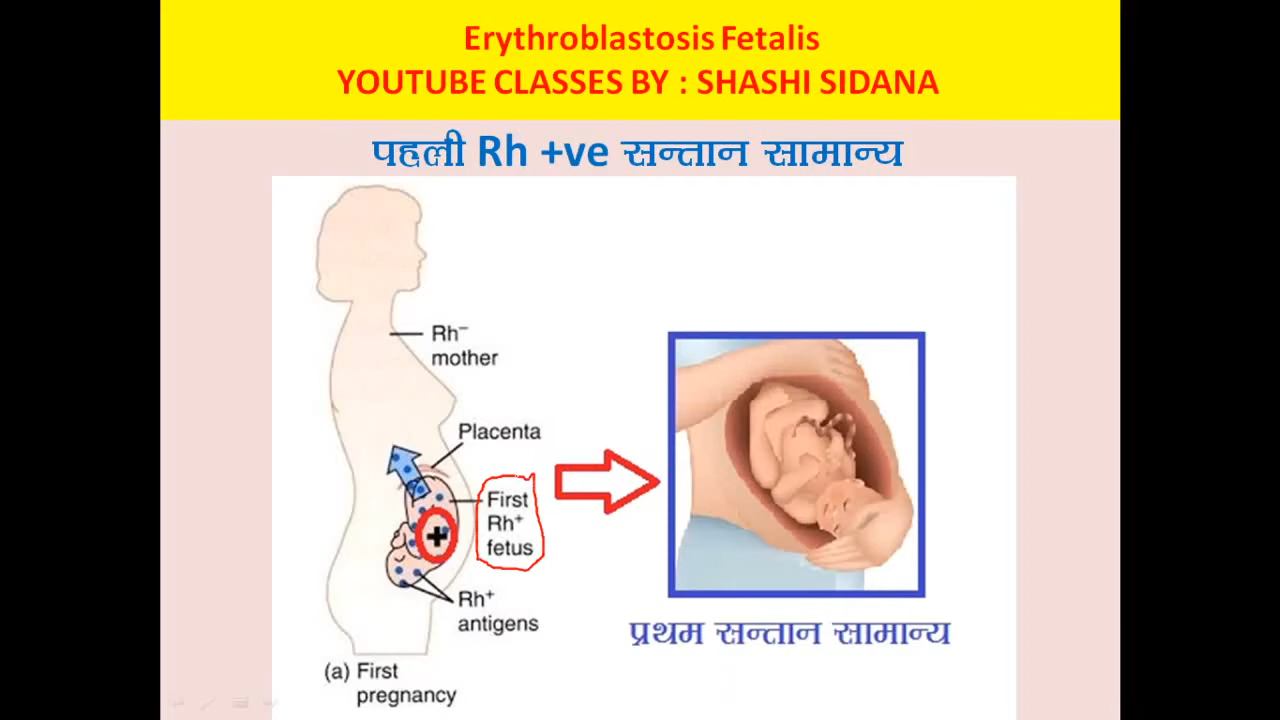 Erythroblastosis Fetalis
YOUTUBE CLASSES BY : SHASHI SIDANA
पहली Rh +ve सन्तान सामान्य
Rh⁻
mother
Placenta
First
Rh⁺
fetus
+
Rh⁺
antigens
(a) First
pregnancy
प्रथम सन्तान सामान्य